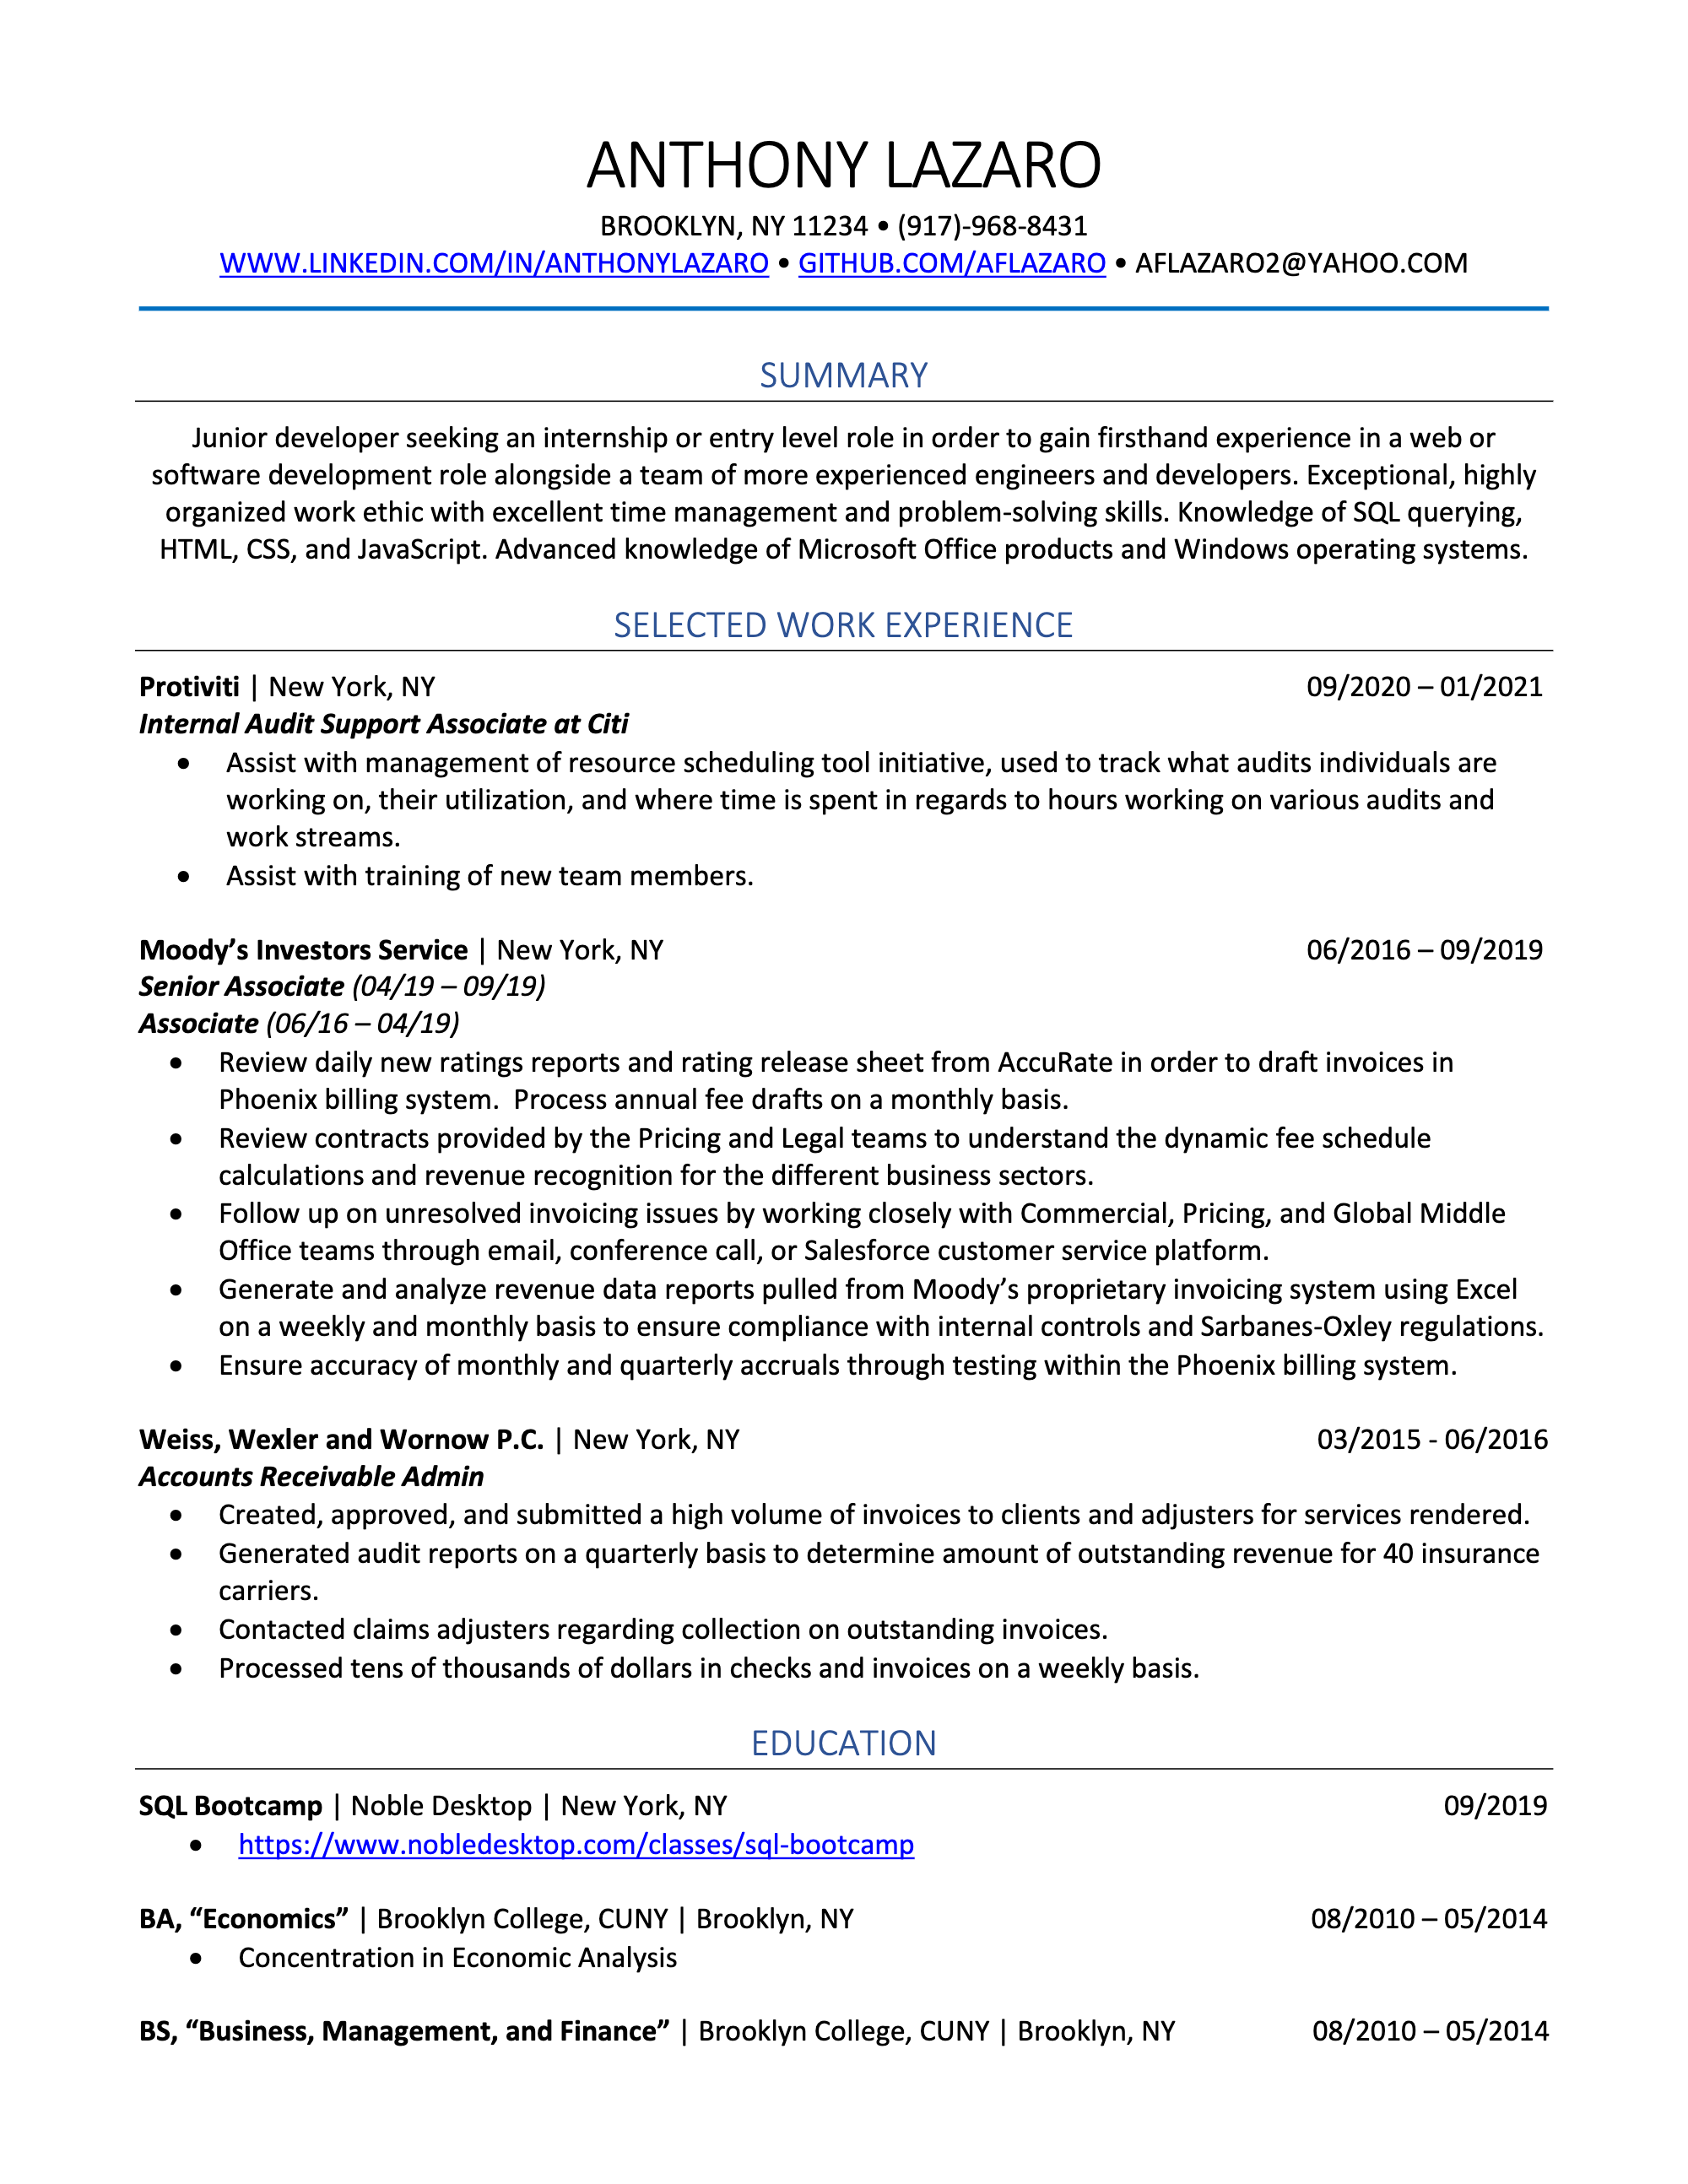 ANTHONY LAZARO
BROOKLYN, NY 11234 • (917)-968-8431
WWW.LINKEDIN.COM/IN/ANTHONYLAZARO • GITHUB.COM/AFLAZARO • AFLAZARO2@YAHOO.COM
SUMMARY
Junior developer seeking an internship or entry level role in order to gain firsthand experience in a web or
software development role alongside a team of more experienced engineers and developers. Exceptional, highly
organized work ethic with excellent time management and problem-solving skills. Knowledge of SQL querying,
HTML, CSS, and JavaScript. Advanced knowledge of Microsoft Office products and Windows operating systems.
SELECTED WORK EXPERIENCE
Protiviti | New York, NY 09/2020 – 01/2021
Internal Audit Support Associate at Citi
• Assist with management of resource scheduling tool initiative, used to track what audits individuals are
working on, their utilization, and where time is spent in regards to hours working on various audits and
work streams.
• Assist with training of new team members.
Moody’s Investors Service | New York, NY 06/2016 – 09/2019
Senior Associate (04/19 – 09/19)
Associate (06/16 – 04/19)
• Review daily new ratings reports and rating release sheet from AccuRate in order to draft invoices in
Phoenix billing system.  Process annual fee drafts on a monthly basis.
• Review contracts provided by the Pricing and Legal teams to understand the dynamic fee schedule
calculations and revenue recognition for the different business sectors.
• Follow up on unresolved invoicing issues by working closely with Commercial, Pricing, and Global Middle
Office teams through email, conference call, or Salesforce customer service platform.
• Generate and analyze revenue data reports pulled from Moody’s proprietary invoicing system using Excel
on a weekly and monthly basis to ensure compliance with internal controls and Sarbanes-Oxley regulations.
• Ensure accuracy of monthly and quarterly accruals through testing within the Phoenix billing system.
Weiss, Wexler and Wornow P.C. | New York, NY 03/2015 - 06/2016
Accounts Receivable Admin
• Created, approved, and submitted a high volume of invoices to clients and adjusters for services rendered.
• Generated audit reports on a quarterly basis to determine amount of outstanding revenue for 40 insurance
carriers.
• Contacted claims adjusters regarding collection on outstanding invoices.
• Processed tens of thousands of dollars in checks and invoices on a weekly basis.
EDUCATION
SQL Bootcamp | Noble Desktop | New York, NY 09/2019
• https://www.nobledesktop.com/classes/sql-bootcamp
BA, “Economics” | Brooklyn College, CUNY | Brooklyn, NY 08/2010 – 05/2014
• Concentration in Economic Analysis
BS, “Business, Management, and Finance” | Brooklyn College, CUNY | Brooklyn, NY 08/2010 – 05/2014